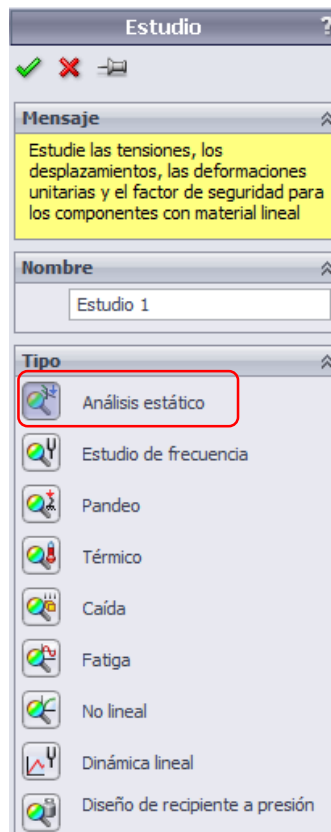 Estudio
?
Mensaje
Estudie las tensiones, los
desplazamientos, las deformaciones
unitarias y el factor de seguridad para
los componentes con material lineal
Nombre
Estudio 1
Tipo
Análisis estático
Estudio de frecuencia
Pandeo
Térmico
Caída
Fatiga
No lineal
Dinámica lineal
Diseño de recipiente a presión